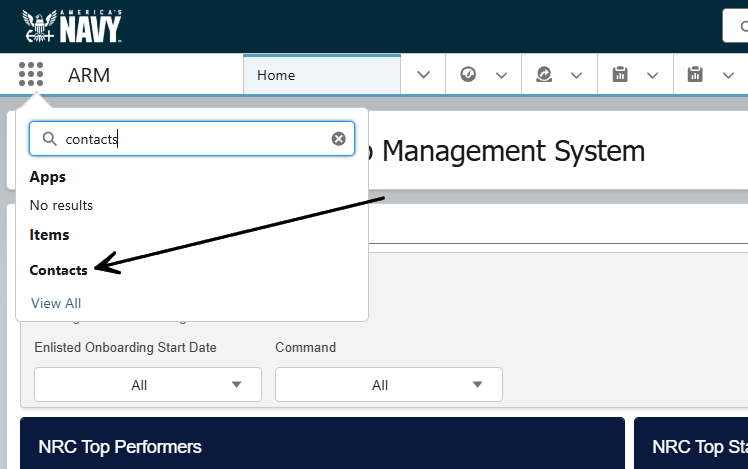 AMERICA'S
NAVY
ARM
Home
contacts
Management System
Apps
No results
Items
Contacts
View All
Enlisted Onboarding Start Date
Command
All
All
NRC Top Performers
NRC Top